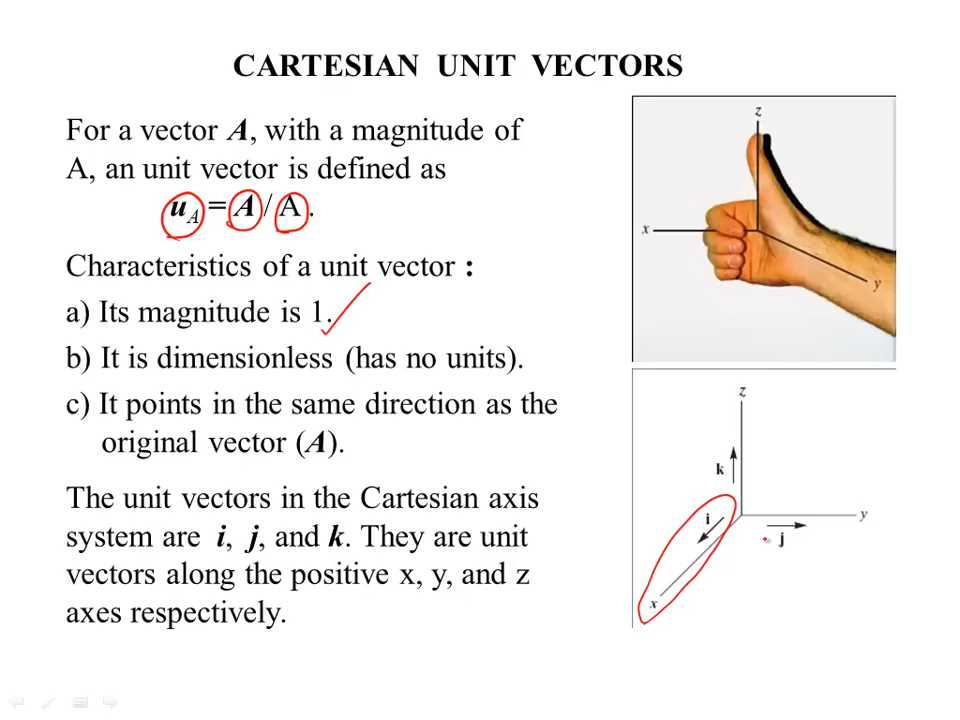 CARTESIAN UNIT VECTORS
For a vector A, with a magnitude of
A, an unit vector is defined as
uA = A / A .
Characteristics of a unit vector :
a) Its magnitude is 1.
b) It is dimensionless (has no units).
c) It points in the same direction as the
original vector (A).
The unit vectors in the Cartesian axis
system are i, j, and k. They are unit
vectors along the positive x, y, and z
axes respectively.
z
x
y
z
k
i
y
j
x